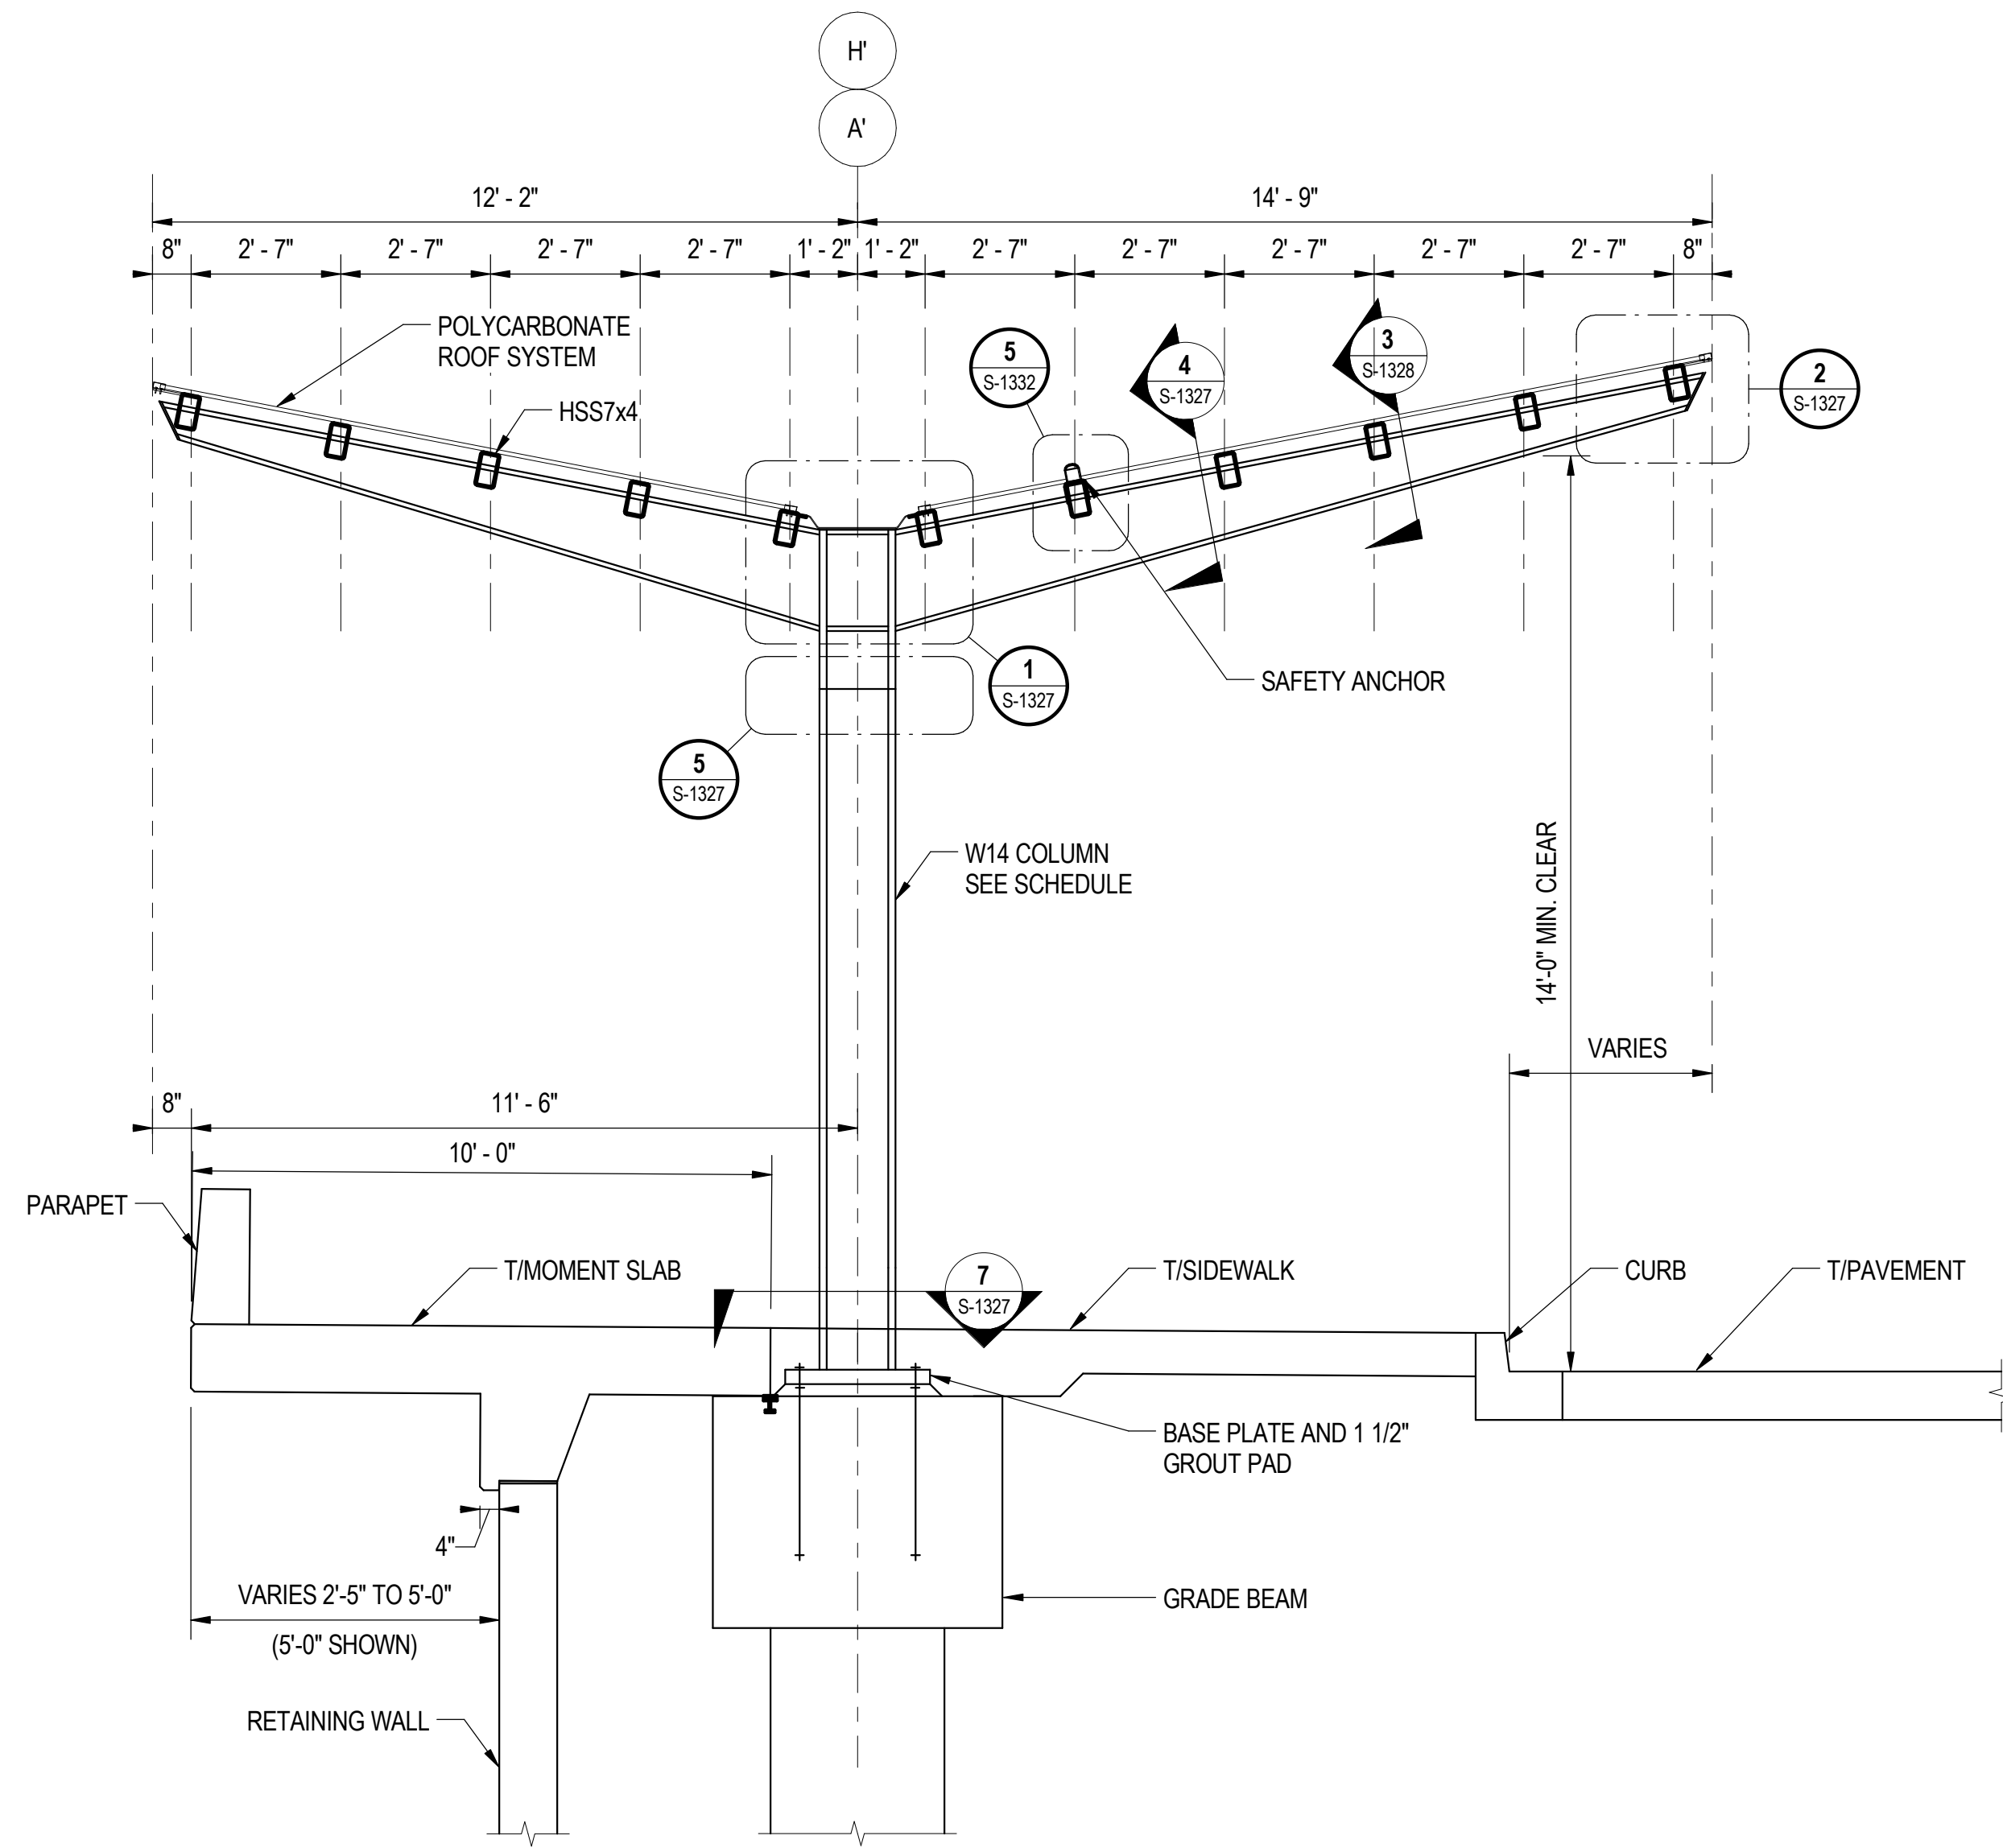 H'
A'
12' - 2"
14' - 9"
8"
2' - 7"
2' - 7"
2' - 7"
2' - 7"
1' - 2"
1' - 2"
2' - 7"
2' - 7"
2' - 7"
2' - 7"
2' - 7"
8"
POLYCARBONATE
ROOF SYSTEM
HSS7x4
5
S-1332
4
S-1327
3
S-1328
2
S-1327
1
S-1327
SAFETY ANCHOR
5
S-1327
W14 COLUMN
SEE SCHEDULE
14'-0" MIN. CLEAR
VARIES
8"
11' - 6"
10' - 0"
PARAPET
T/MOMENT SLAB
7
S-1327
T/SIDEWALK
CURB
T/PAVEMENT
BASE PLATE AND 1 1/2"
GROUT PAD
4"
VARIES 2'-5" TO 5'-0"
(5'-0" SHOWN)
GRADE BEAM
RETAINING WALL